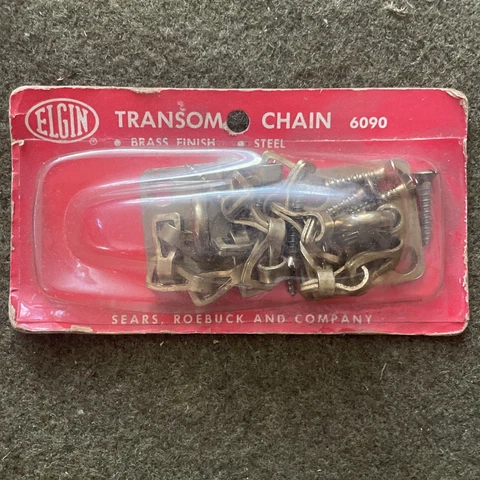 ELGIN ®
TRANSOM CHAIN 6090
• BRASS FINISH • STEEL
SEARS, ROEBUCK AND COMPANY